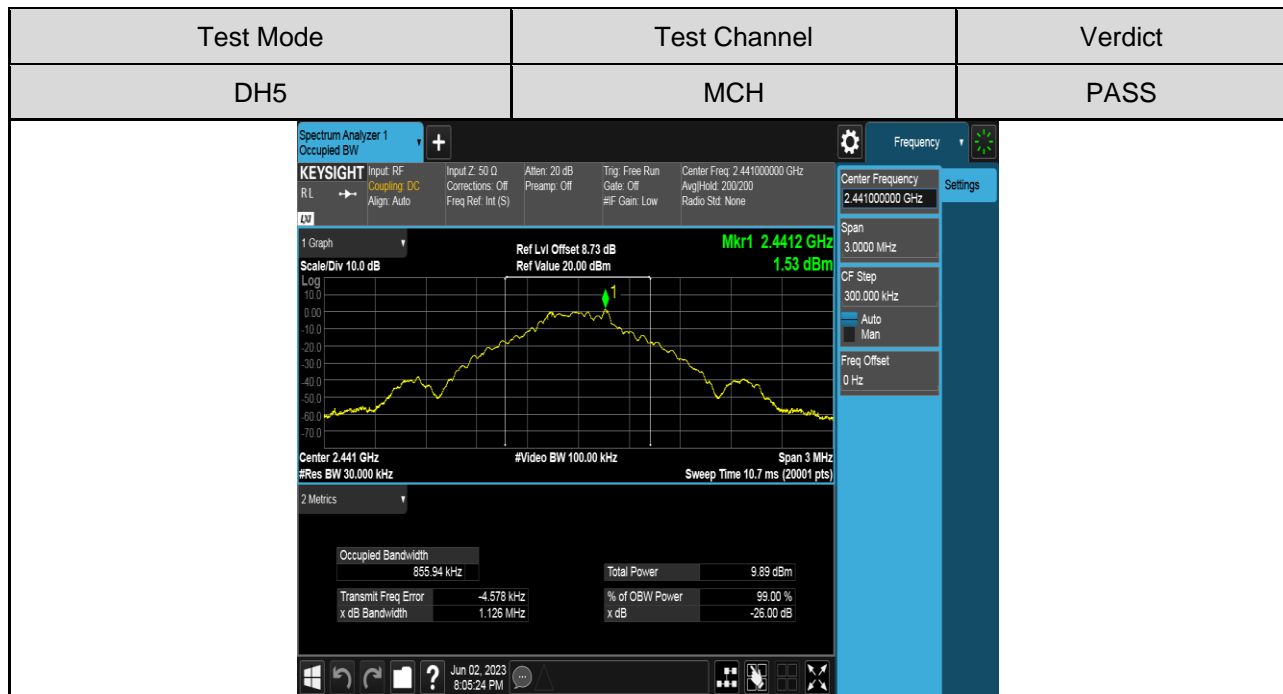 Test Mode Test Channel Verdict
DH5 MCH PASS
Spectrum Analyzer 1
Occupied BW
+
Frequency
KEYSIGHT Input: RF Input Z: 50 Ω Atten: 20 dB Trig: Free Run Center Freq: 2.441000000 GHz
R L Coupling: DC Corrections: Off Preamp: Off Gate: Off Avg|Hold: 200/200
Align: Auto Freq Ref: Int (S) #IF Gain: Low Radio Std: None
LXI
Center Frequency
2.441000000 GHz
Settings
Span
3.0000 MHz
CF Step
300.000 kHz
Auto
Man
Freq Offset
0 Hz
1 Graph
Ref Lvl Offset 8.73 dB
Mkr1 2.4412 GHz
Scale/Div 10.0 dB
Ref Value 20.00 dBm
1.53 dBm
Log
10.0
0.00
-10.0
-20.0
-30.0
-40.0
-50.0
-60.0
-70.0
1
Center 2.441 GHz #Video BW 100.00 kHz Span 3 MHz
#Res BW 30.000 kHz Sweep Time 10.7 ms (20001 pts)
2 Metrics
Occupied Bandwidth
855.94 kHz
Total Power 9.89 dBm
Transmit Freq Error -4.578 kHz % of OBW Power 99.00 %
x dB Bandwidth 1.126 MHz x dB -26.00 dB
?
Jun 02, 2023
8:05:24 PM